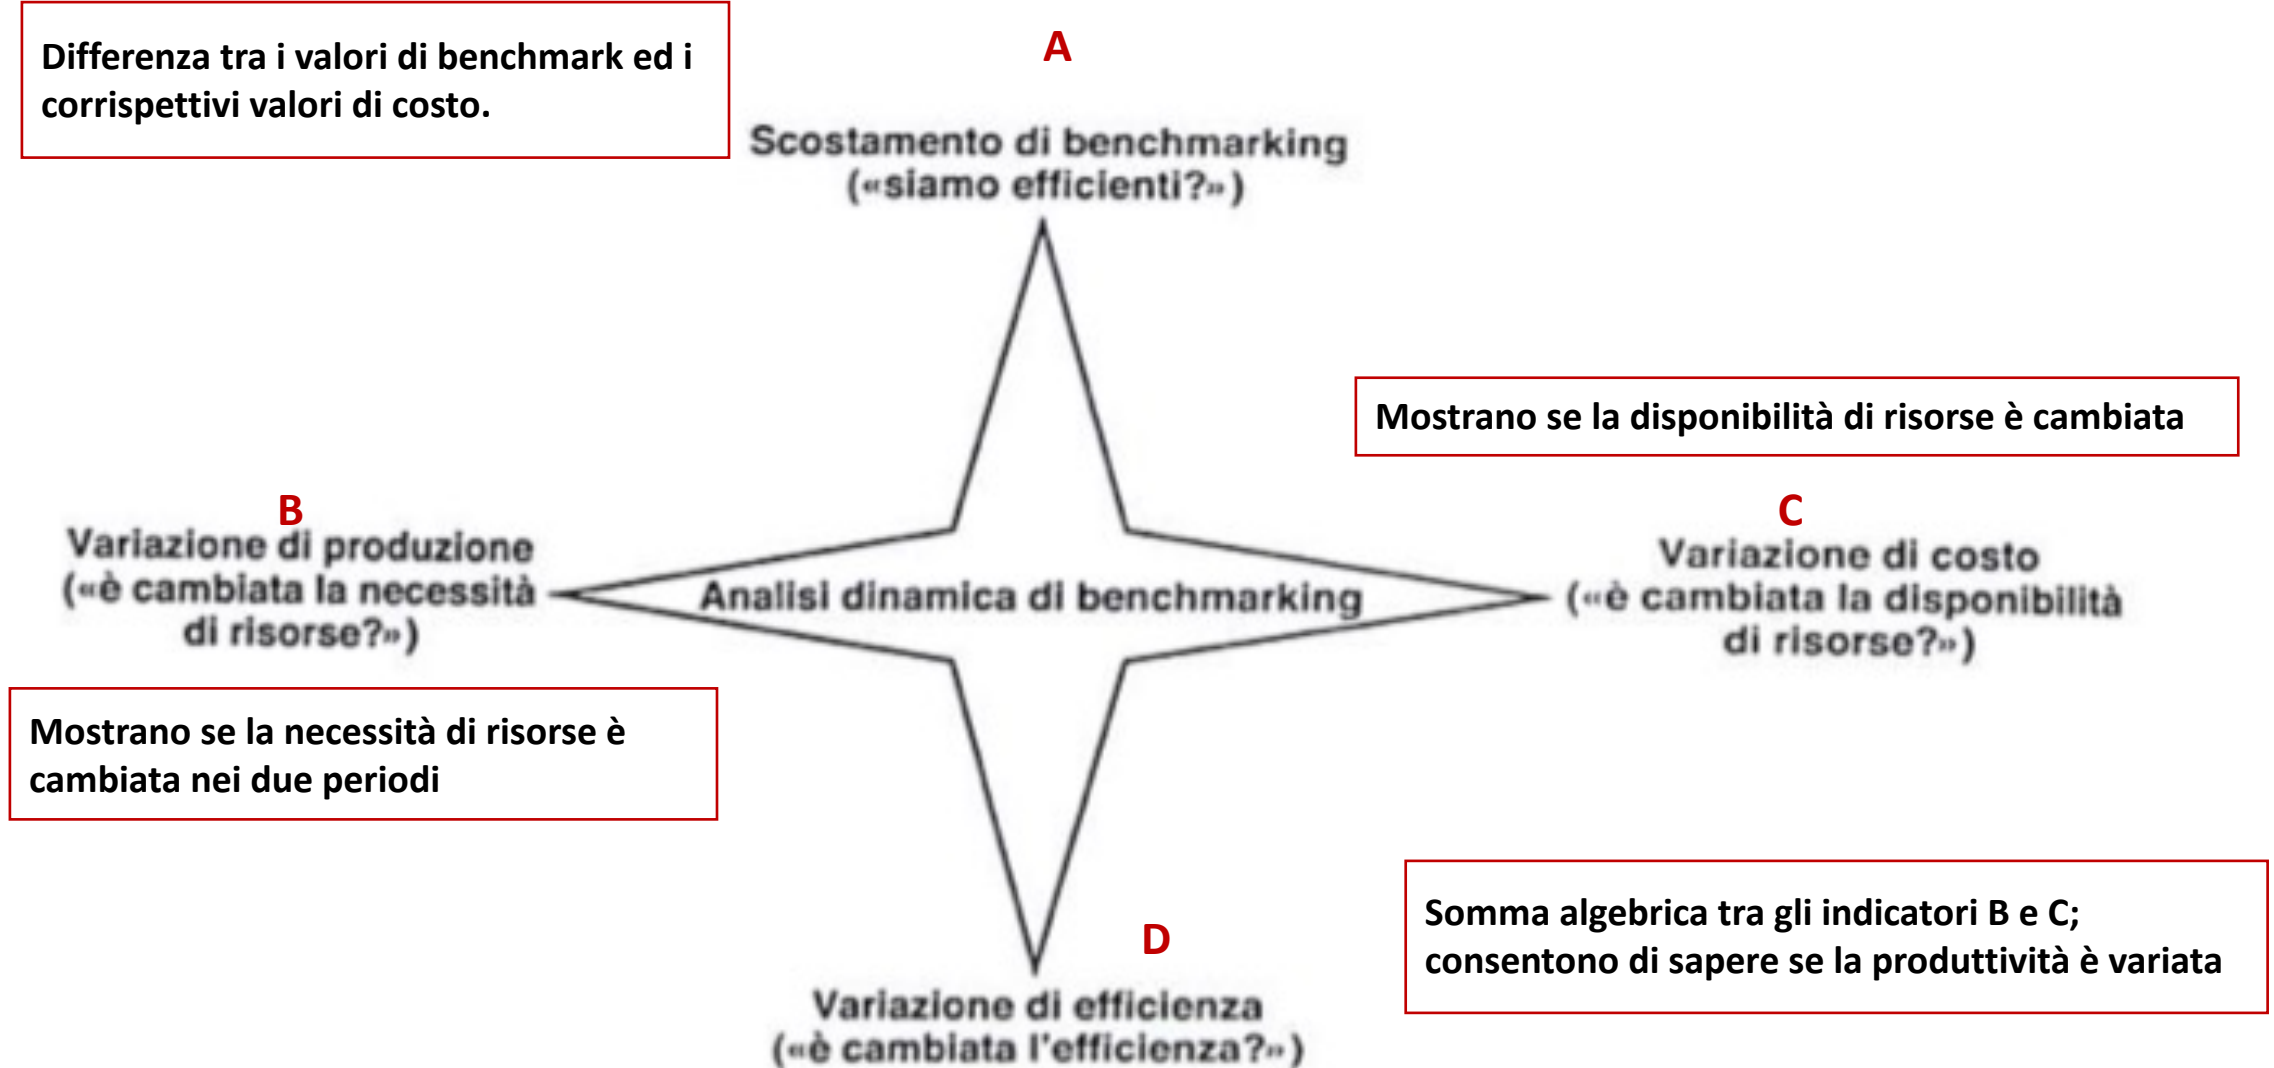 Differenza tra i valori di benchmark ed i
corrispettivi valori di costo.
A
Scostamento di benchmarking
(«siamo efficienti?»)
Mostrano se la disponibilità di risorse è cambiata
B
Variazione di produzione
(«è cambiata la necessità
di risorse?»)
Analisi dinamica di benchmarking
C
Variazione di costo
(«è cambiata la disponibilità
di risorse?»)
Mostrano se la necessità di risorse è
cambiata nei due periodi
Somma algebrica tra gli indicatori B e C;
consentono di sapere se la produttività è variata
D
Variazione di efficienza
(«è cambiata l'efficienza?»)